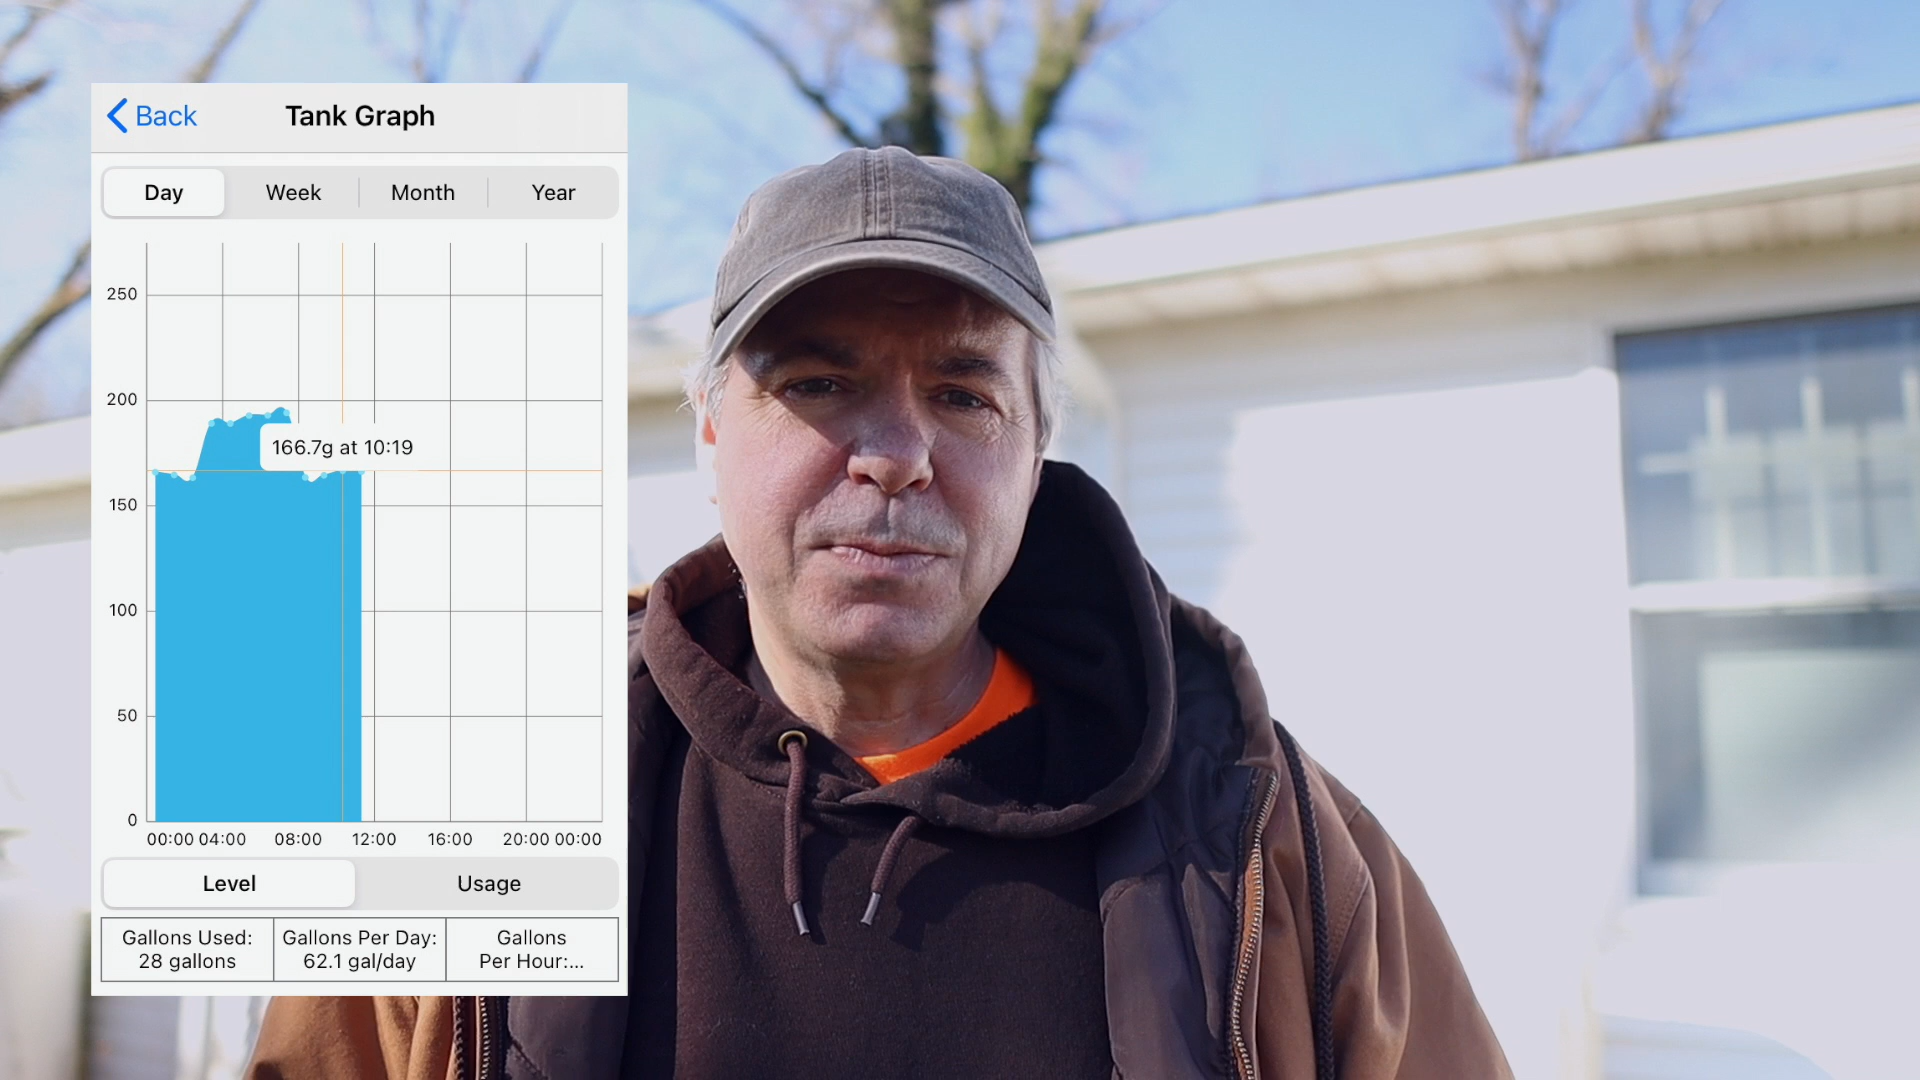 Back
Tank Graph
Day Week Month Year
250
200
166.7g at 10:19
150
100
50
0
00:00 04:00 08:00 12:00 16:00 20:00 00:00
Level Usage
Gallons Used:
28 gallons
Gallons Per Day:
62.1 gal/day
Gallons
Per Hour:...